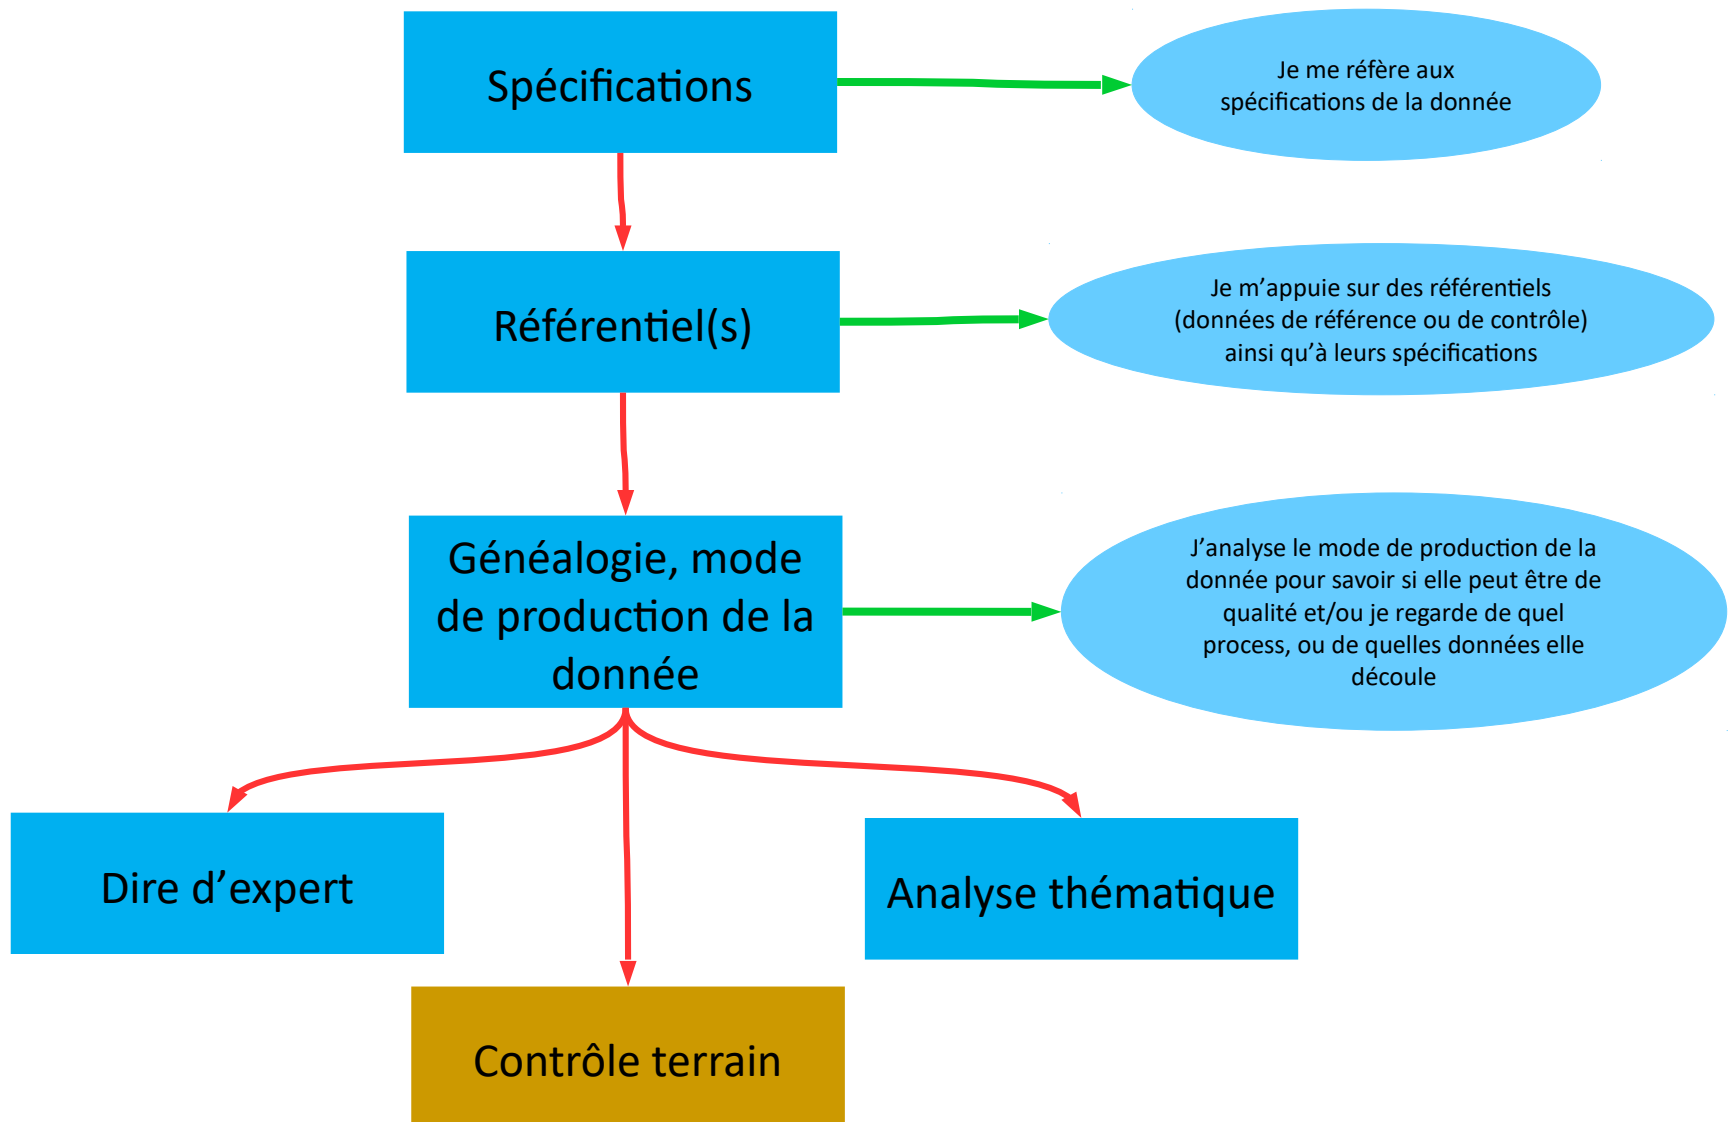 Spécifications
Je me réfère aux
spécifications de la donnée
Référentiel(s)
Je m’appuie sur des référentiels
(données de référence ou de contrôle)
ainsi qu’à leurs spécifications
Généalogie, mode
de production de la
donnée
J’analyse le mode de production de la
donnée pour savoir si elle peut être de
qualité et/ou je regarde de quel
process, ou de quelles données elle
découle
Dire d’expert
Analyse thématique
Contrôle terrain